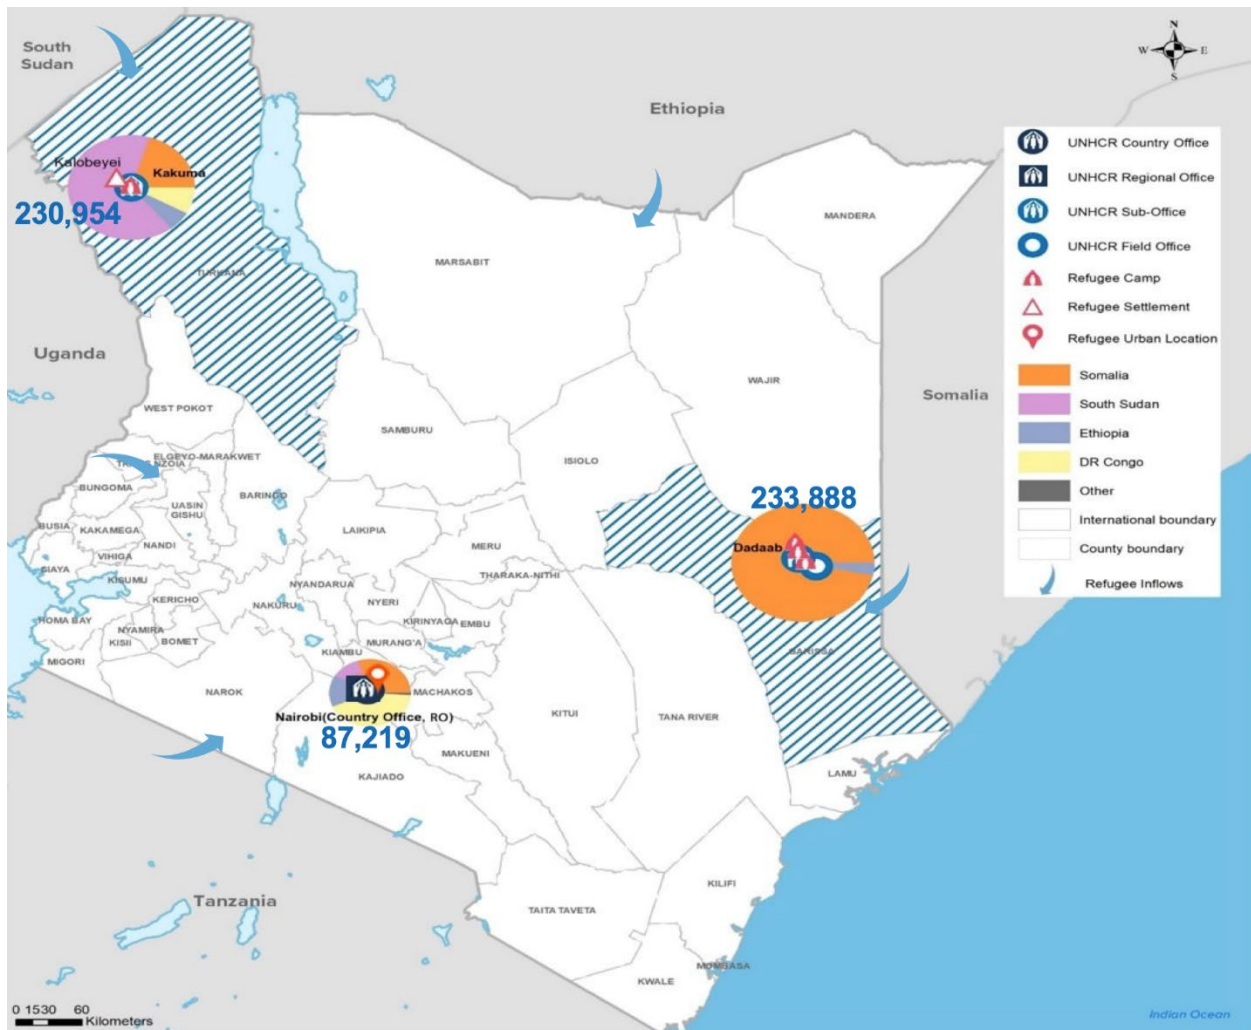 South
Sudan
Ethiopia
N
W
E
S
Kalobeyei
Kakuma
230,954
TURKANA
MARSABIT
MANDERA
UNHCR Country Office
UNHCR Regional Office
UNHCR Sub-Office
UNHCR Field Office
Refugee Camp
Refugee Settlement
Refugee Urban Location
Somalia
South Sudan
Ethiopia
DR Congo
Other
International boundary
County boundary
Refugee Inflows
Uganda
WAJIR
Somalia
WEST POKOT
SAMBURU
ISIOLO
ELGEYO-MARAKWET
NZOIA
BUNGOMA
BARINGO
UASIN
GISHU
233,888
Dadaab
BUSIA
KAKAMEGA
LAIKIPIA
NANDI
MERU
VIHIGA
SIAYA
KISUMU
THARAKA-NITHI
NYANDARUA
KERICHO
NAKURU
NYERI
HOMA BAY
KIRINYAGA
EMBU
NYAMIRA
KISII
BOMET
MURANG'A
KIAMBU
GARISSA
MIGORI
NAROK
MACHAKOS
Nairobi(Country Office, RO)
87,219
KITUI
TANA RIVER
MAKUENI
KAJIADO
LAMU
KILIFI
Tanzania
TAITA TAVETA
MOMBASA
KWALE
0 1530 60
Kilometers
Indian Ocean